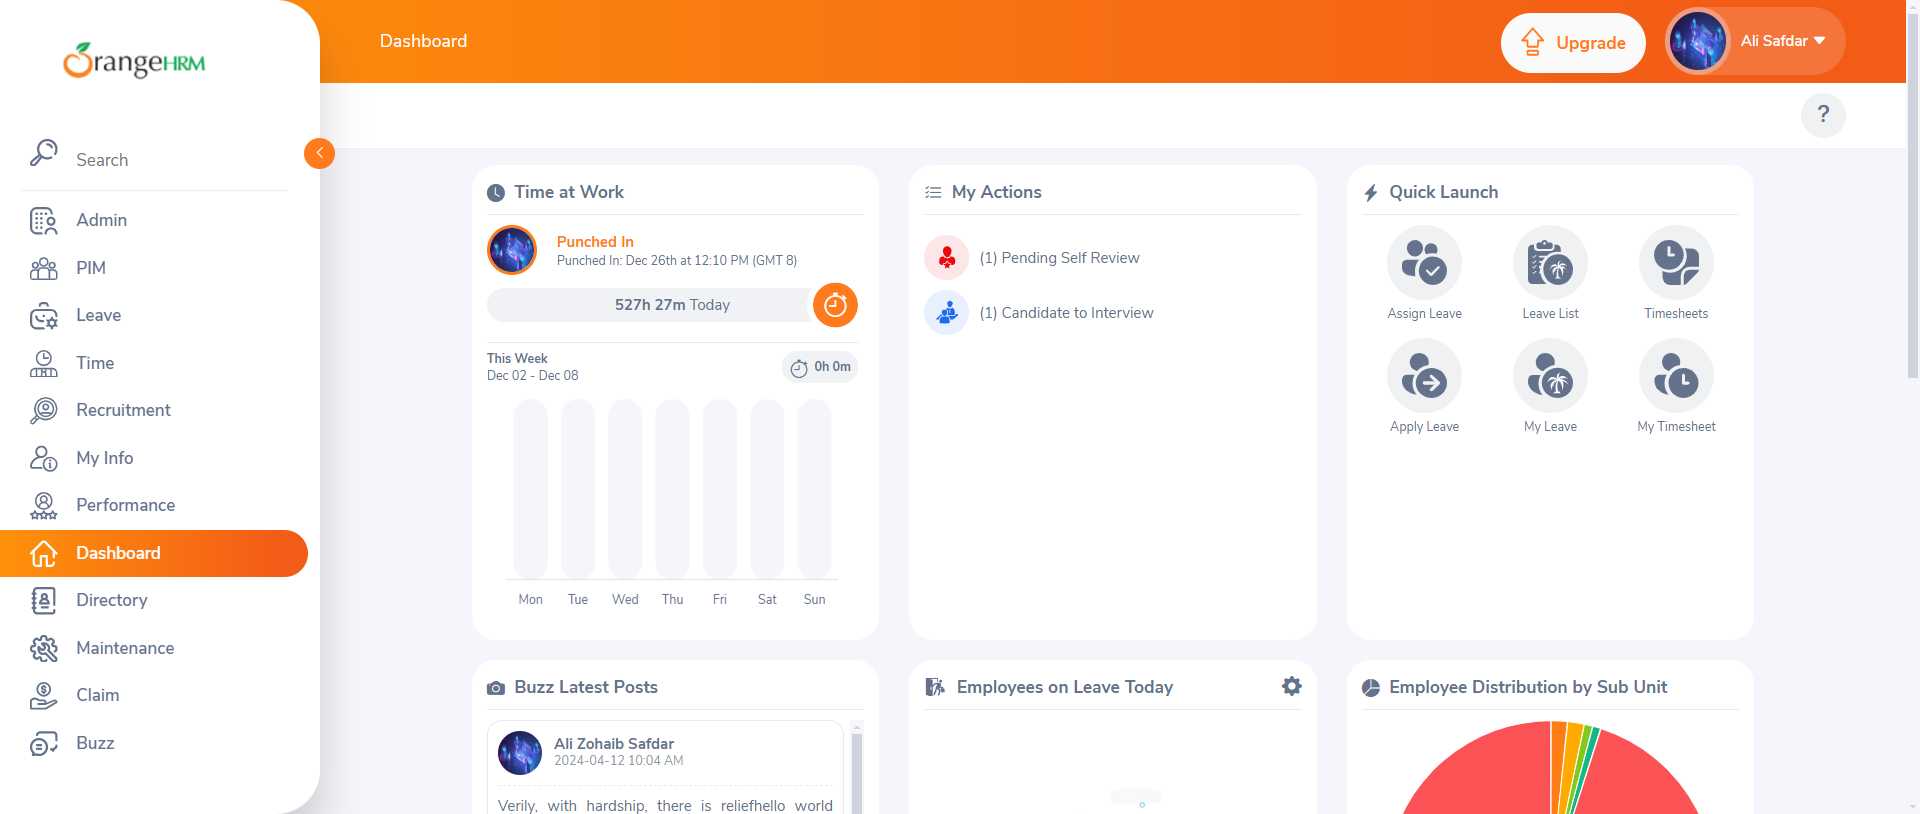 OrangeHRM
Search
Admin
PIM
Leave
Time
Recruitment
My Info
Performance
Dashboard
Directory
Maintenance
Claim
Buzz
Dashboard
Upgrade
Ali Safdar
?
Time at Work
Punched In
Punched In: Dec 26th at 12:10 PM (GMT 8)
527h 27m Today
This Week
Dec 02 - Dec 08
0h 0m
Mon Tue Wed Thu Fri Sat Sun
My Actions
(1) Pending Self Review
(1) Candidate to Interview
Quick Launch
Assign Leave
Leave List
Timesheets
Apply Leave
My Leave
My Timesheet
Buzz Latest Posts
Ali Zohaib Safdar
2024-04-12 10:04 AM
Verily, with hardship, there is reliefhello world
Employees on Leave Today
Employee Distribution by Sub Unit